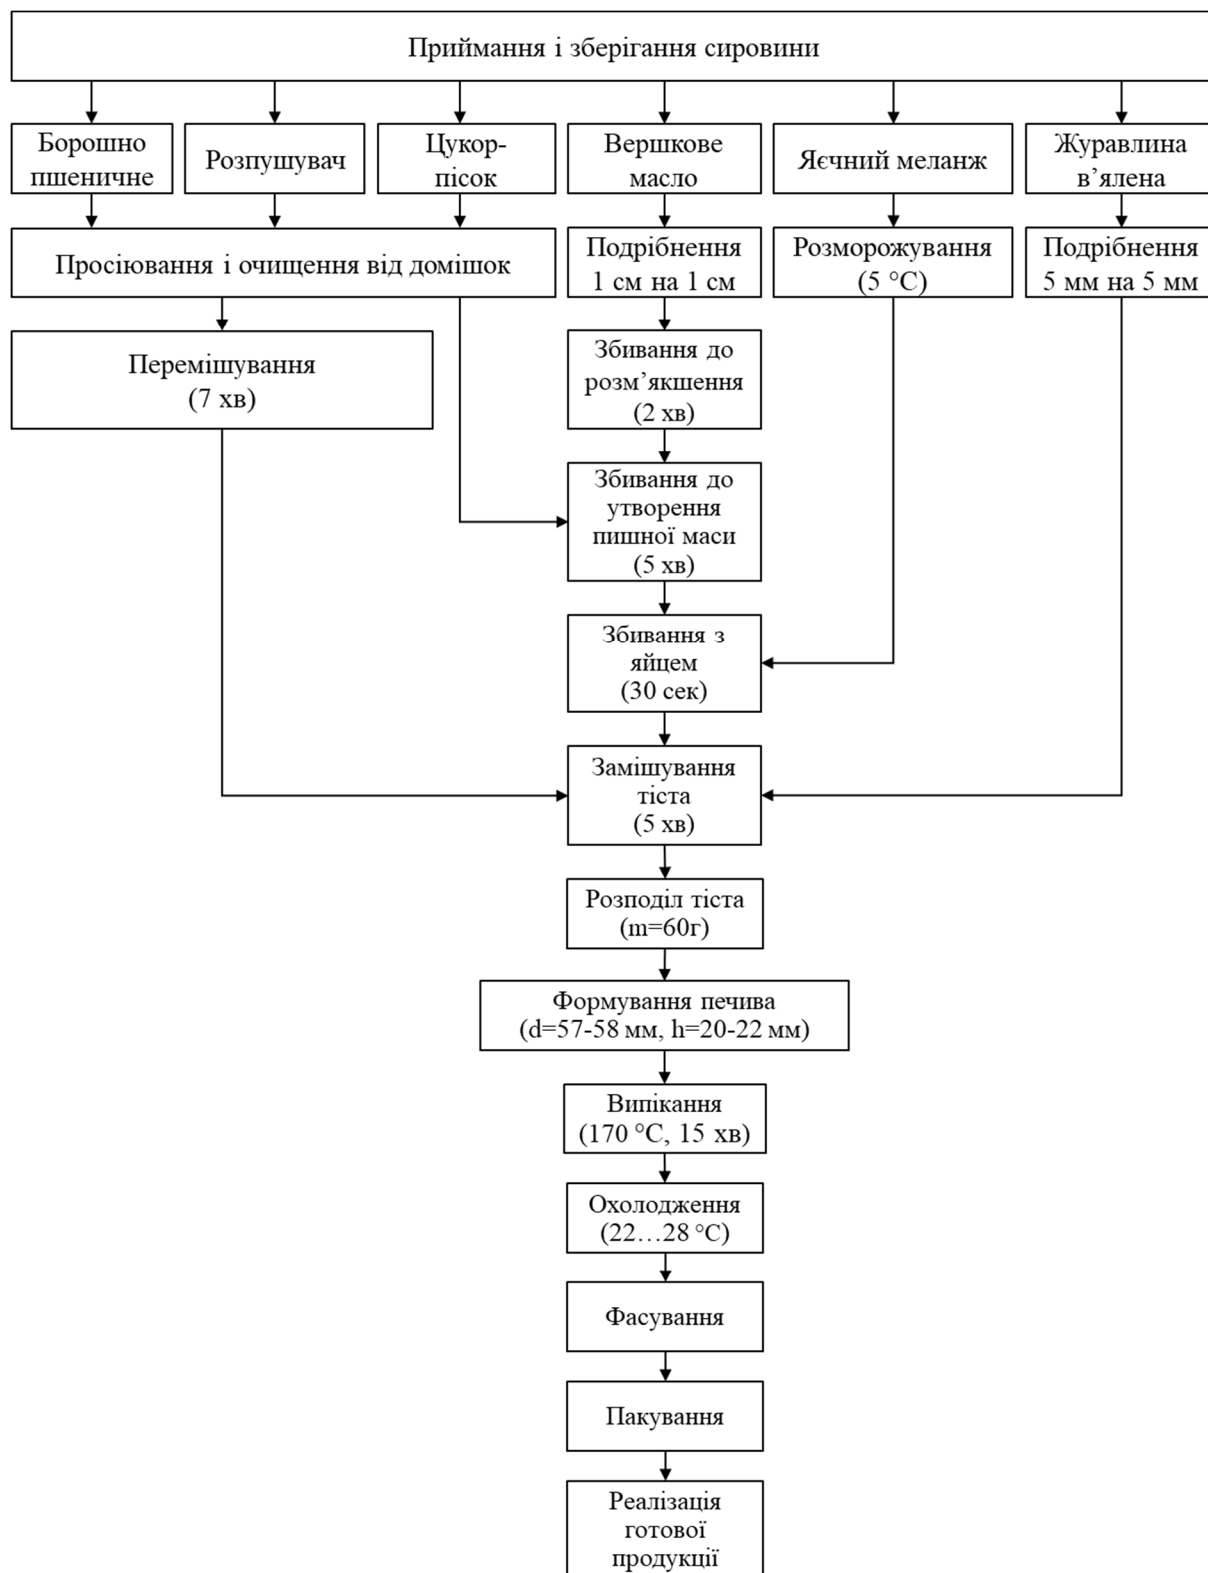 Приймання і зберігання сировини
Борошно
пшеничне
Розпушувач
Цукор-
пісок
Вершкове
масло
Яєчний меланж
Журавлина
в’ялена
Просіювання і очищення від домішок
Подрібнення
1 см на 1 см
Розморожування
(5 °С)
Подрібнення
5 мм на 5 мм
Перемішування
(7 хв)
Збивання до
розм’якшення
(2 хв)
Збивання до
утворення
пишної маси
(5 хв)
Збивання з
яйцем
(30 сек)
Замішування
тіста
(5 хв)
Розподіл тіста
(m=60г)
Формування печива
(d=57-58 мм, h=20-22 мм)
Випікання
(170 °С, 15 хв)
Охолодження
(22…28 °С)
Фасування
Пакування
Реалізація
готової
продукції